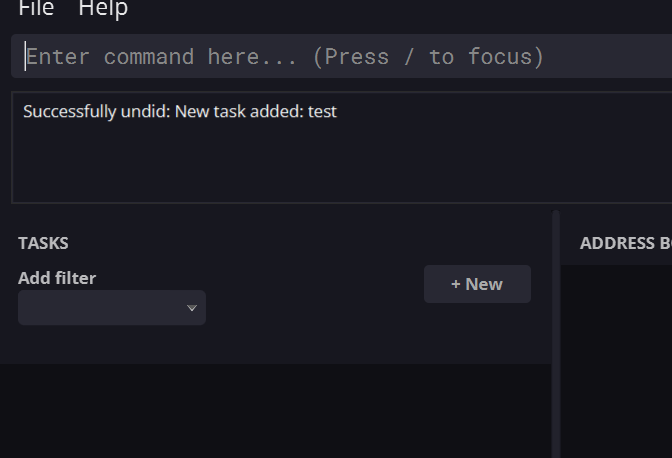 File Help
Enter command here... (Press / to focus)
Successfully undid: New task added: test
TASKS
ADDRESS
Add filter
+ New